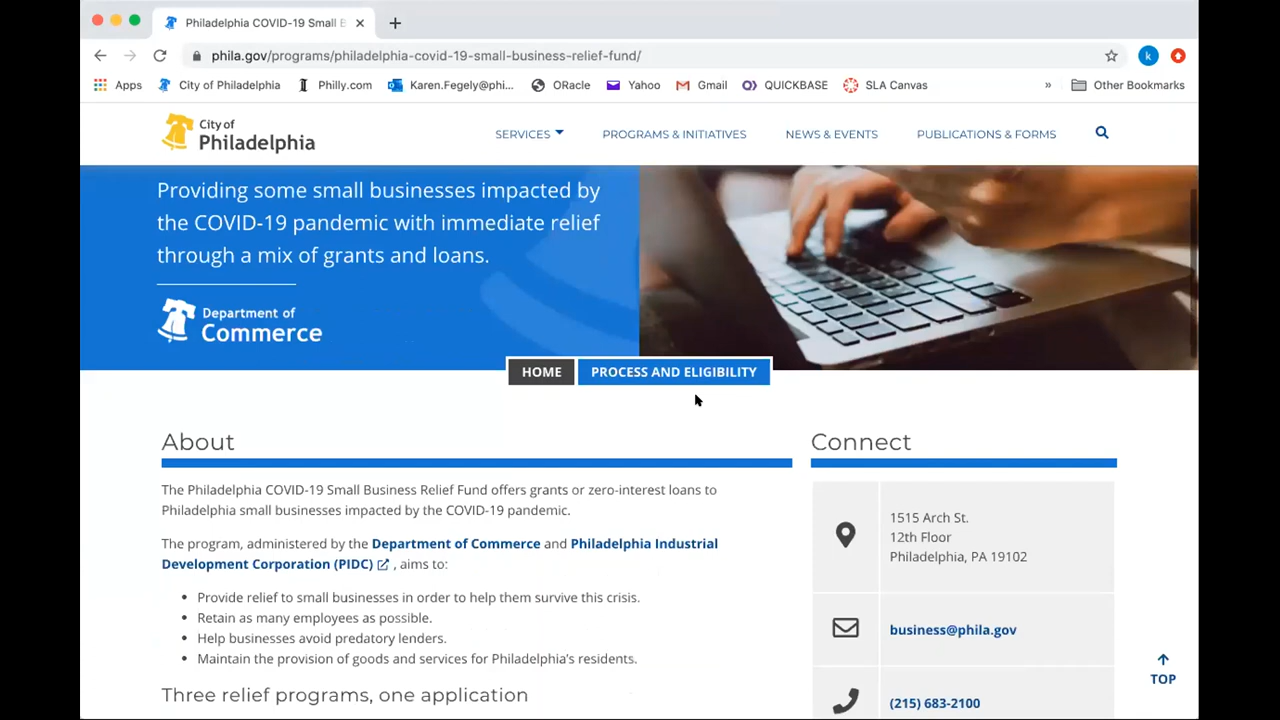 Philadelphia COVID-19 Small B
phila.gov/programs/philadelphia-covid-19-small-business-relief-fund/
k
Apps City of Philadelphia Philly.com Karen.Fegely@phi... ORacle Yahoo Gmail QUICKBASE SLA Canvas » Other Bookmarks
City of
Philadelphia
SERVICES PROGRAMS & INITIATIVES NEWS & EVENTS PUBLICATIONS & FORMS
Providing some small businesses impacted by
the COVID-19 pandemic with immediate relief
through a mix of grants and loans.
Department of
Commerce
HOME PROCESS AND ELIGIBILITY
About
The Philadelphia COVID-19 Small Business Relief Fund offers grants or zero-interest loans to
Philadelphia small businesses impacted by the COVID-19 pandemic.
The program, administered by the Department of Commerce and Philadelphia Industrial
Development Corporation (PIDC) , aims to:
• Provide relief to small businesses in order to help them survive this crisis.
• Retain as many employees as possible.
• Help businesses avoid predatory lenders.
• Maintain the provision of goods and services for Philadelphia's residents.
Three relief programs, one application
Connect
1515 Arch St.
12th Floor
Philadelphia, PA 19102
business@phila.gov
(215) 683-2100
TOP